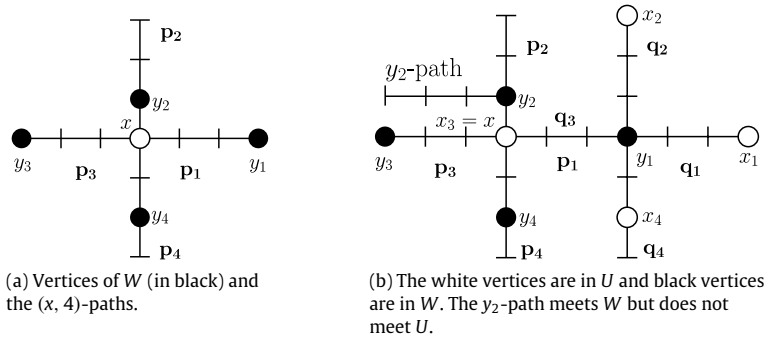 p₂
y₂
x
y₃
p₃
p₁
y₁
y₄
p₄
(a) Vertices of W (in black) and
the (x, 4)-paths.
x₂
p₂
q₂
y₂-path
y₂
x₃ = x
q₃
y₃
p₃
p₁
y₁
q₁
x₁
y₄
x₄
p₄
q₄
(b) The white vertices are in U and black vertices
are in W. The y₂-path meets W but does not
meet U.